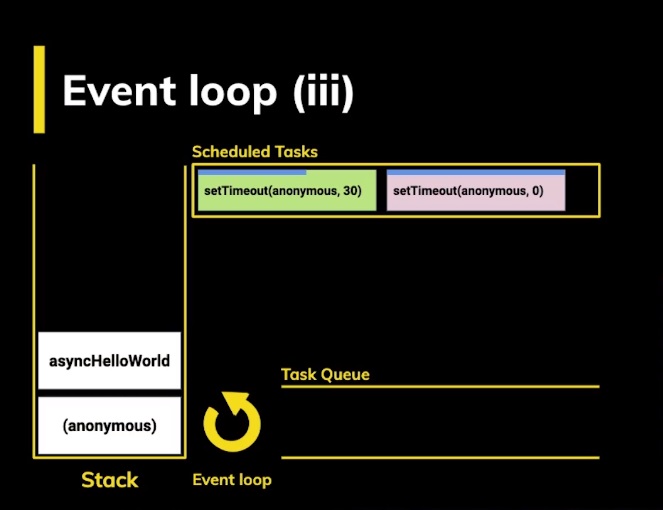 Event loop (iii)
Scheduled Tasks
setTimeout(anonymous, 30)
setTimeout(anonymous, 0)
asyncHelloWorld
(anonymous)
Stack
Task Queue
Event loop